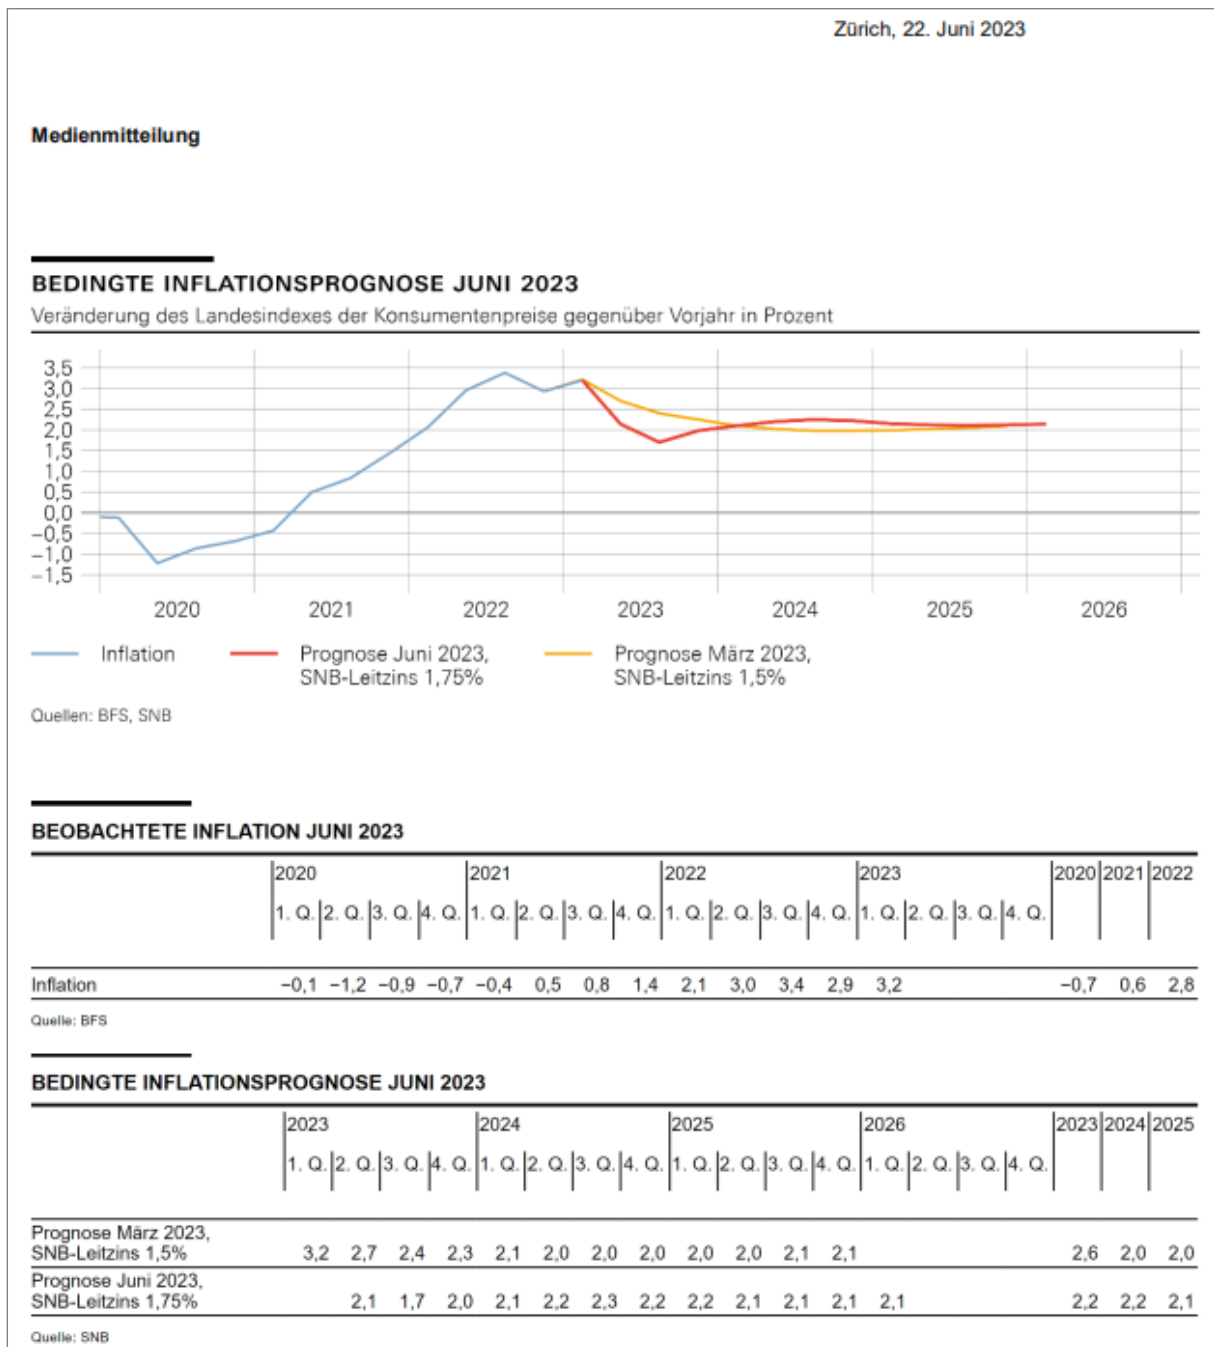 Zürich, 22. Juni 2023
Medienmitteilung
BEDINGTE INFLATIONSPROGNOSE JUNI 2023
Veränderung des Landesindexes der Konsumentenpreise gegenüber Vorjahr in Prozent
3,5
3,0
2,5
2,0
1,5
1,0
0,5
0,0
−0,5
−1,0
−1,5
2020 2021 2022 2023 2024 2025 2026
Inflation Prognose Juni 2023, Prognose März 2023,
SNB-Leitzins 1,75% SNB-Leitzins 1,5%
Quellen: BFS, SNB
BEOBACHTETE INFLATION JUNI 2023
2020 2021 2022 2023 2020 2021 2022
1. Q. 2. Q. 3. Q. 4. Q. 1. Q. 2. Q. 3. Q. 4. Q. 1. Q. 2. Q. 3. Q. 4. Q. 1. Q. 2. Q. 3. Q. 4. Q.
Inflation −0,1 −1,2 −0,9 −0,7 −0,4 0,5 0,8 1,4 2,1 3,0 3,4 2,9 3,2 −0,7 0,6 2,8
Quelle: BFS
BEDINGTE INFLATIONSPROGNOSE JUNI 2023
2023 2024 2025 2026 2023 2024 2025
1. Q. 2. Q. 3. Q. 4. Q. 1. Q. 2. Q. 3. Q. 4. Q. 1. Q. 2. Q. 3. Q. 4. Q. 1. Q. 2. Q. 3. Q. 4. Q.
Prognose März 2023,
SNB-Leitzins 1,5% 3,2 2,7 2,4 2,3 2,1 2,0 2,0 2,0 2,0 2,0 2,1 2,1 2,6 2,0 2,0
Prognose Juni 2023,
SNB-Leitzins 1,75% 2,1 1,7 2,0 2,1 2,2 2,3 2,2 2,2 2,1 2,1 2,1 2,1 2,2 2,2 2,1
Quelle: SNB